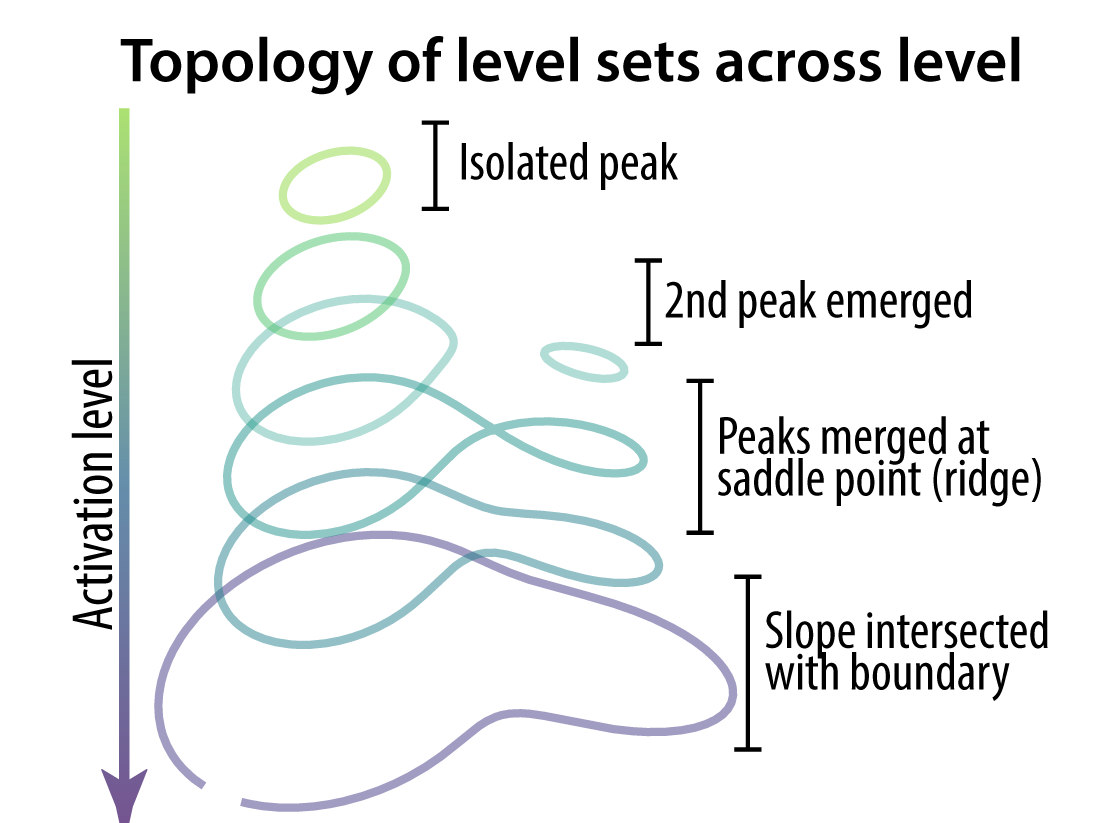 Topology of level sets across level
Isolated peak
2nd peak emerged
Peaks merged at
saddle point (ridge)
Slope intersected
with boundary
Activation level